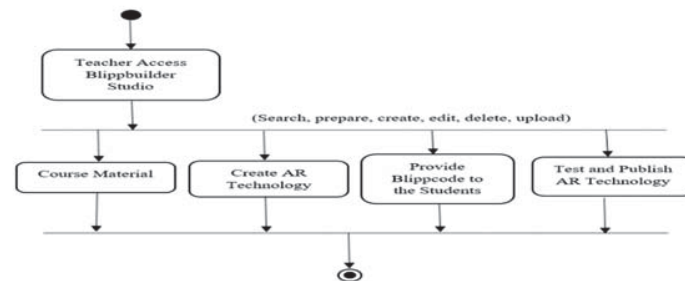 Teacher Access
Blippbuilder
Studio
(Search, prepare, create, edit, delete, upload)
Course Material
Create AR
Technology
Provide
Blippcode to
the Students
Test and Publish
AR Technology